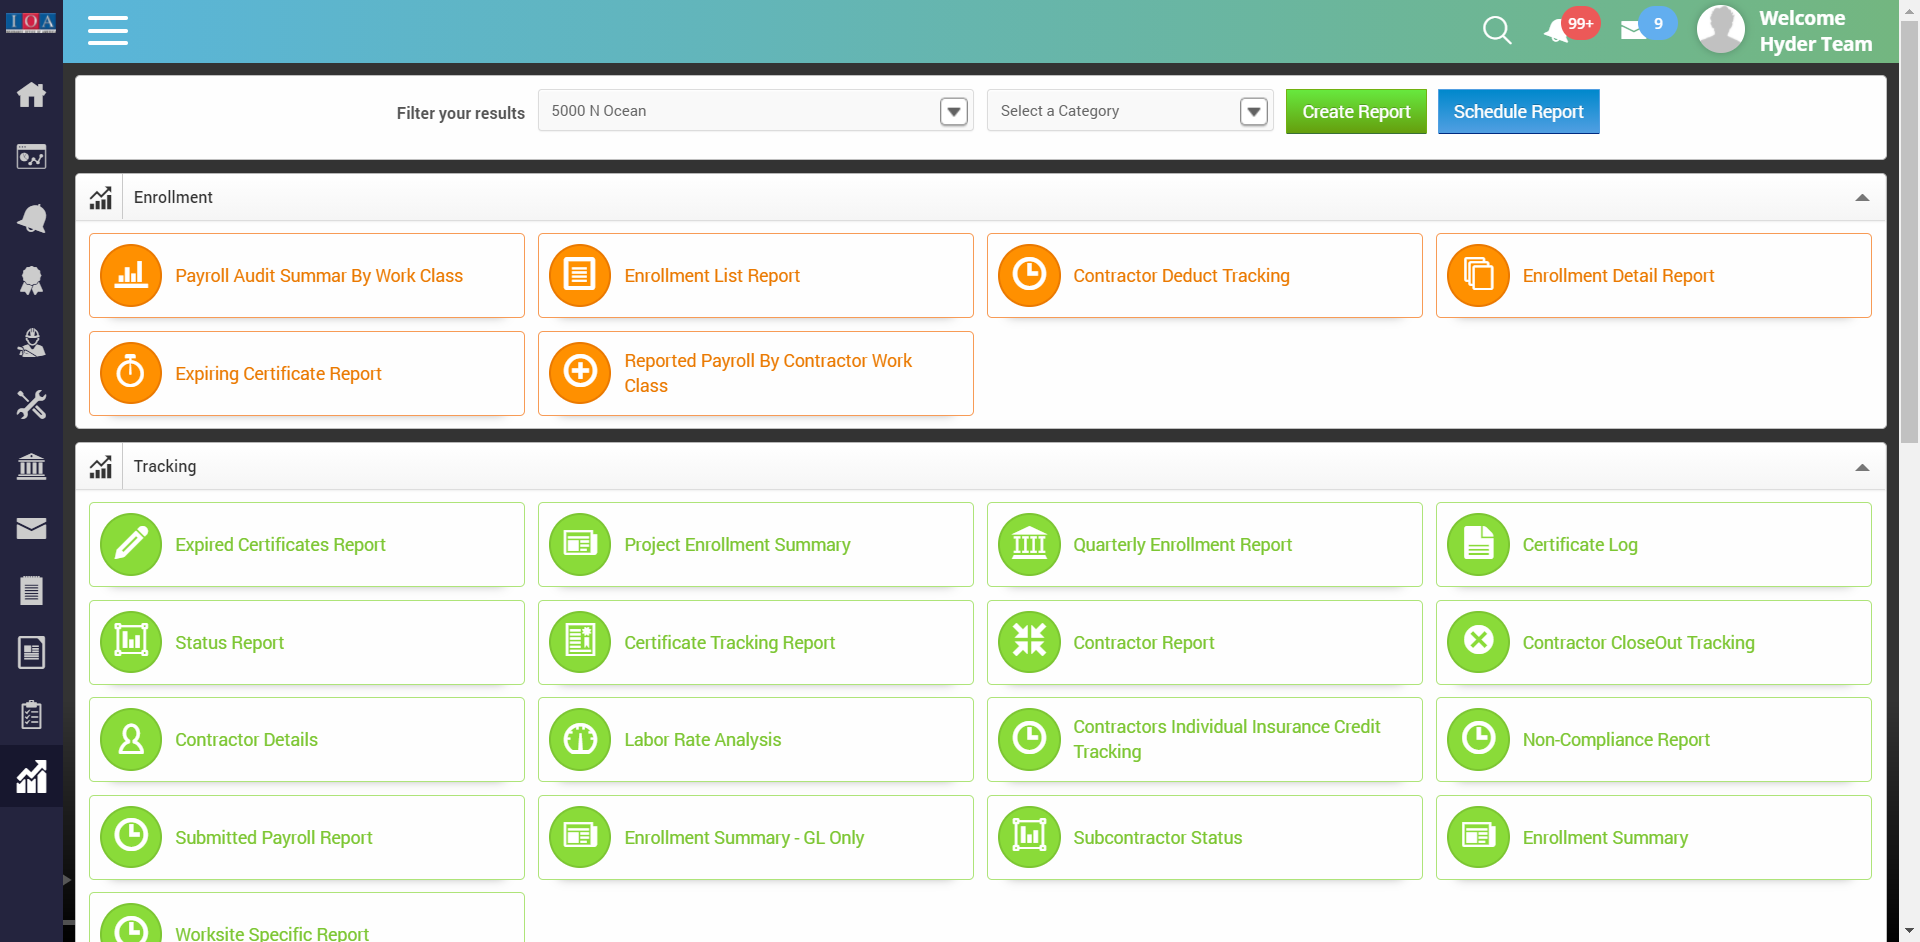 IOA
99+
9
Welcome
Hyder Team
Filter your results
5000 N Ocean
Select a Category
Create Report
Schedule Report
Enrollment
Payroll Audit Summar By Work Class
Enrollment List Report
Contractor Deduct Tracking
Enrollment Detail Report
Expiring Certificate Report
Reported Payroll By Contractor Work
Class
Tracking
Expired Certificates Report
Project Enrollment Summary
Quarterly Enrollment Report
Certificate Log
Status Report
Certificate Tracking Report
Contractor Report
Contractor CloseOut Tracking
Contractor Details
Labor Rate Analysis
Contractors Individual Insurance Credit
Tracking
Non-Compliance Report
Submitted Payroll Report
Enrollment Summary - GL Only
Subcontractor Status
Enrollment Summary
Worksite Specific Report